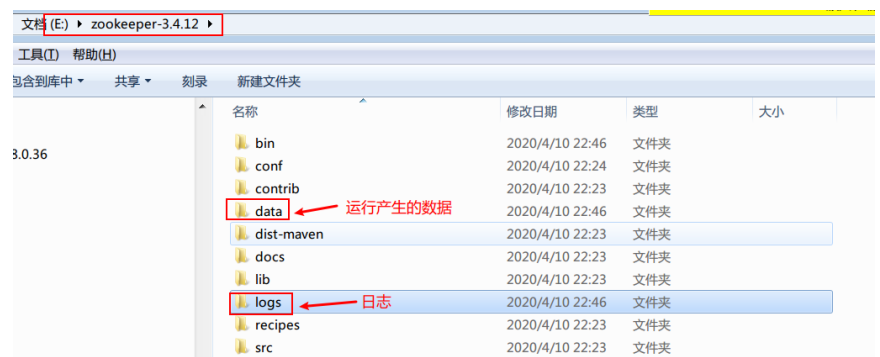 文档 (E:) ▸ zookeeper-3.4.12 ▸
工具(T) 帮助(H)
包含到库中 共享 刻录 新建文件夹
名称 修改日期 类型 大小
bin 2020/4/10 22:46 文件夹
3.0.36
conf 2020/4/10 22:24 文件夹
contrib 2020/4/10 22:23 文件夹
data 运行产生的数据 2020/4/10 22:46 文件夹
dist-maven 2020/4/10 22:23 文件夹
docs 2020/4/10 22:23 文件夹
lib 2020/4/10 22:23 文件夹
logs 日志 2020/4/10 22:46 文件夹
recipes 2020/4/10 22:23 文件夹
src 2020/4/10 22:23 文件夹